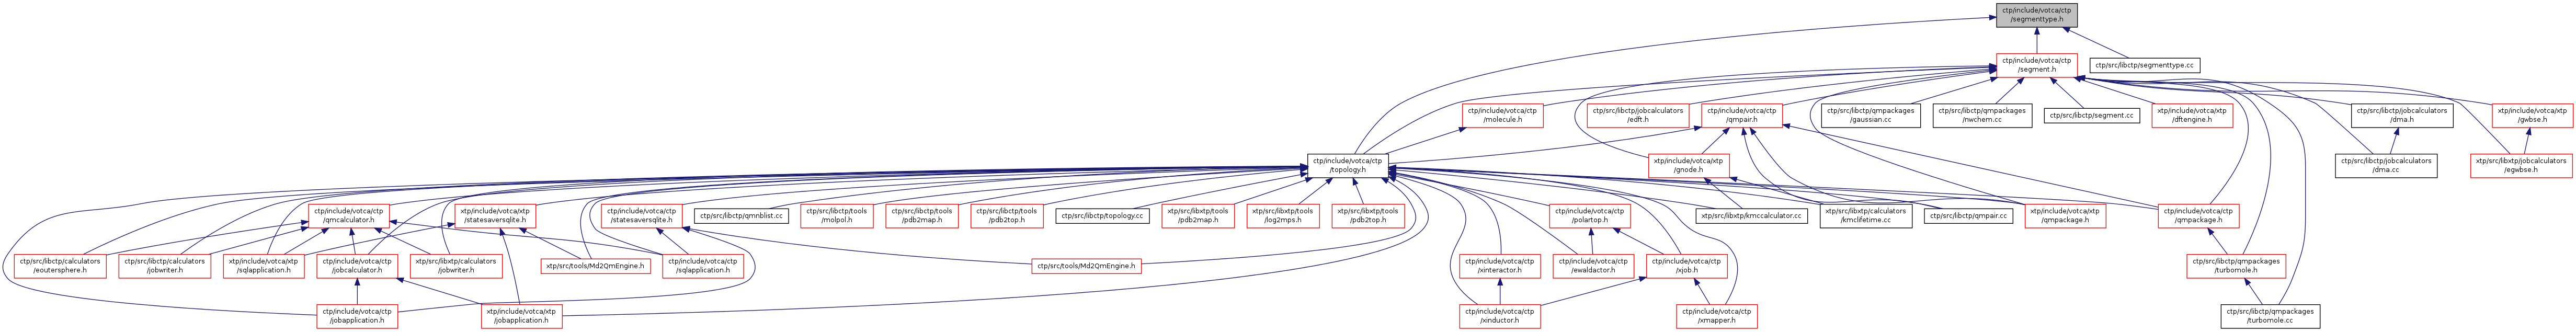 ctp/include/votca/ctp
/segmenttype.h
ctp/include/votca/ctp
/segment.h
ctp/src/libctp/segmenttype.cc
ctp/include/votca/ctp
/molecule.h
ctp/src/libctp/jobcalculators
/edft.h
ctp/include/votca/ctp
/qmpair.h
ctp/src/libctp/qmpackages
/gaussian.cc
ctp/src/libctp/qmpackages
/nwchem.cc
ctp/src/libctp/segment.cc
xtp/include/votca/xtp
/dftengine.h
ctp/src/libctp/jobcalculators
/dma.h
xtp/include/votca/xtp
/gwbse.h
ctp/include/votca/ctp
/topology.h
xtp/include/votca/xtp
/gnode.h
ctp/src/libctp/jobcalculators
/dma.cc
xtp/src/libxtp/jobcalculators
/egwbse.h
ctp/include/votca/ctp
/qmcalculator.h
xtp/include/votca/xtp
/statesaversqlite.h
ctp/include/votca/ctp
/statesaversqlite.h
ctp/src/libctp/qmnblist.cc
ctp/src/libctp/tools
/molpol.h
ctp/src/libctp/tools
/pdb2map.h
ctp/src/libctp/tools
/pdb2top.h
ctp/src/libctp/topology.cc
xtp/src/libxtp/tools
/pdb2map.h
xtp/src/libxtp/tools
/log2mps.h
xtp/src/libxtp/tools
/pdb2top.h
ctp/include/votca/ctp
/polartop.h
xtp/src/libxtp/kmccalculator.cc
xtp/src/libxtp/calculators
/kmclifetime.cc
ctp/src/libctp/qmpair.cc
xtp/include/votca/xtp
/qmpackage.h
ctp/include/votca/ctp
/qmpackage.h
ctp/src/libctp/calculators
/eoutersphere.h
ctp/src/libctp/calculators
/jobwriter.h
xtp/include/votca/xtp
/sqlapplication.h
ctp/include/votca/ctp
/jobcalculator.h
xtp/src/libxtp/calculators
/jobwriter.h
xtp/src/tools/Md2QmEngine.h
ctp/include/votca/ctp
/sqlapplication.h
ctp/src/tools/Md2QmEngine.h
ctp/include/votca/ctp
/xinteractor.h
ctp/include/votca/ctp
/ewaldactor.h
ctp/include/votca/ctp
/xjob.h
ctp/src/libctp/qmpackages
/turbomole.h
ctp/include/votca/ctp
/jobapplication.h
xtp/include/votca/xtp
/jobapplication.h
ctp/include/votca/ctp
/xinductor.h
ctp/include/votca/ctp
/xmapper.h
ctp/src/libctp/qmpackages
/turbomole.cc